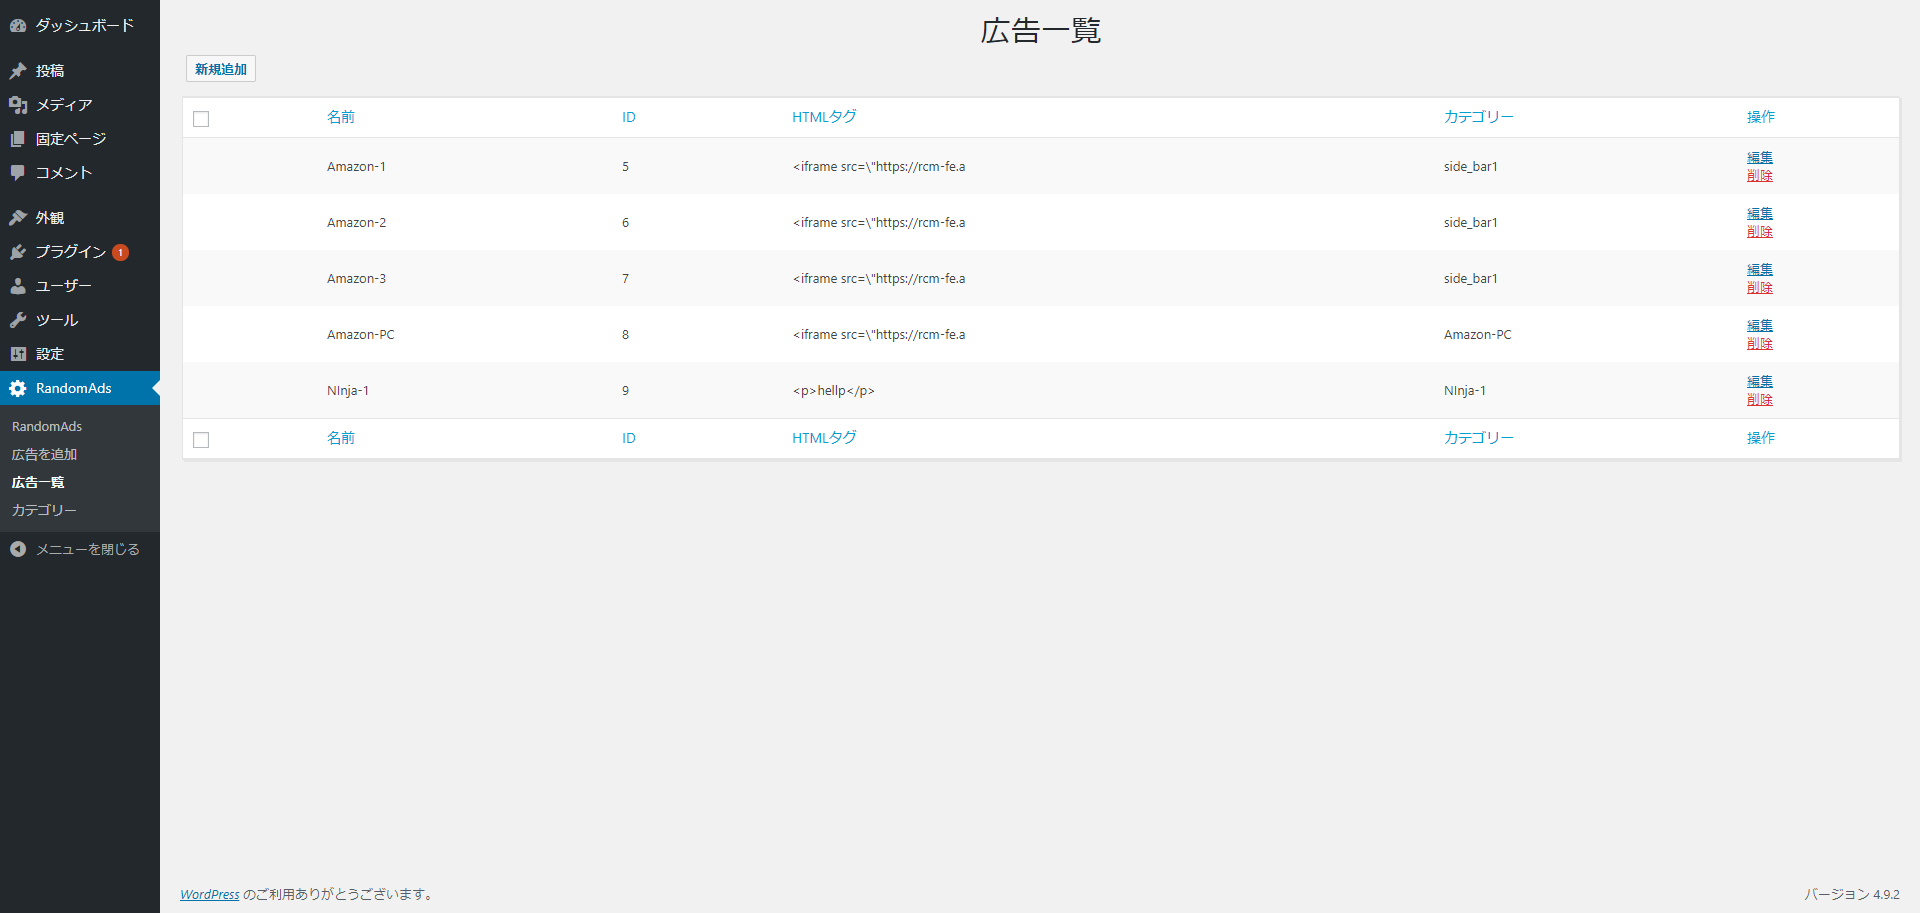 ダッシュボード
投稿
メディア
固定ページ
コメント
外観
プラグイン 1
ユーザー
ツール
設定
RandomAds
RandomAds
広告を追加
広告一覧
カテゴリー
メニューを閉じる
広告一覧
新規追加
名前 ID HTMLタグ カテゴリー 操作
Amazon-1 5 <iframe src=\"https://rcm-fe.a side_bar1 編集
削除
Amazon-2 6 <iframe src=\"https://rcm-fe.a side_bar1 編集
削除
Amazon-3 7 <iframe src=\"https://rcm-fe.a side_bar1 編集
削除
Amazon-PC 8 <iframe src=\"https://rcm-fe.a Amazon-PC 編集
削除
NInja-1 9 <p>hellp</p> NInja-1 編集
削除
名前 ID HTMLタグ カテゴリー 操作
WordPress のご利用ありがとうございます。
バージョン 4.9.2